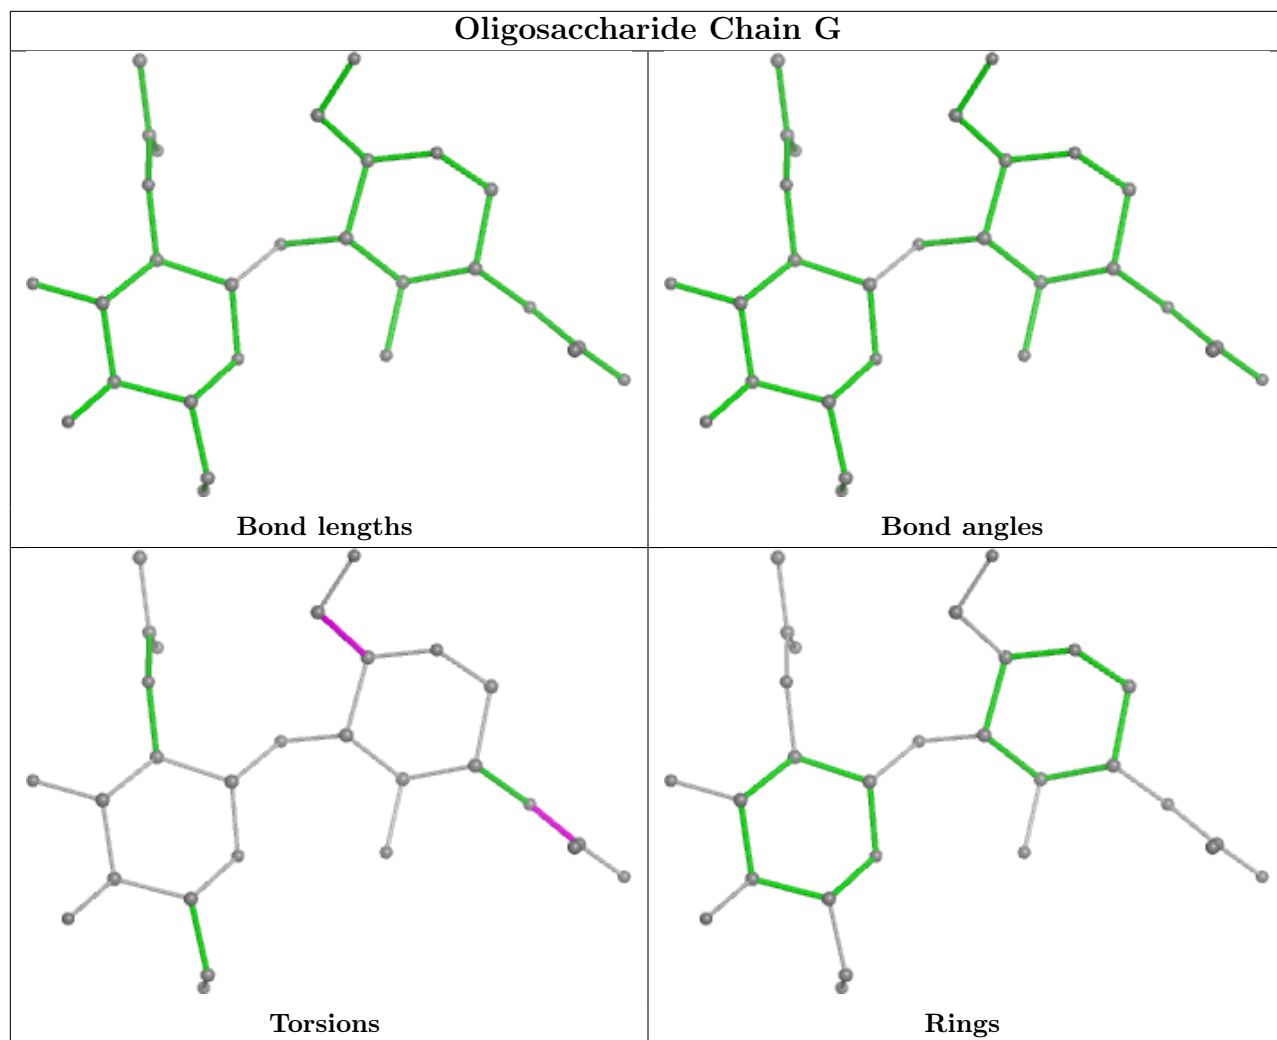 Oligosaccharide Chain G
Bond lengths
Bond angles
Torsions
Rings